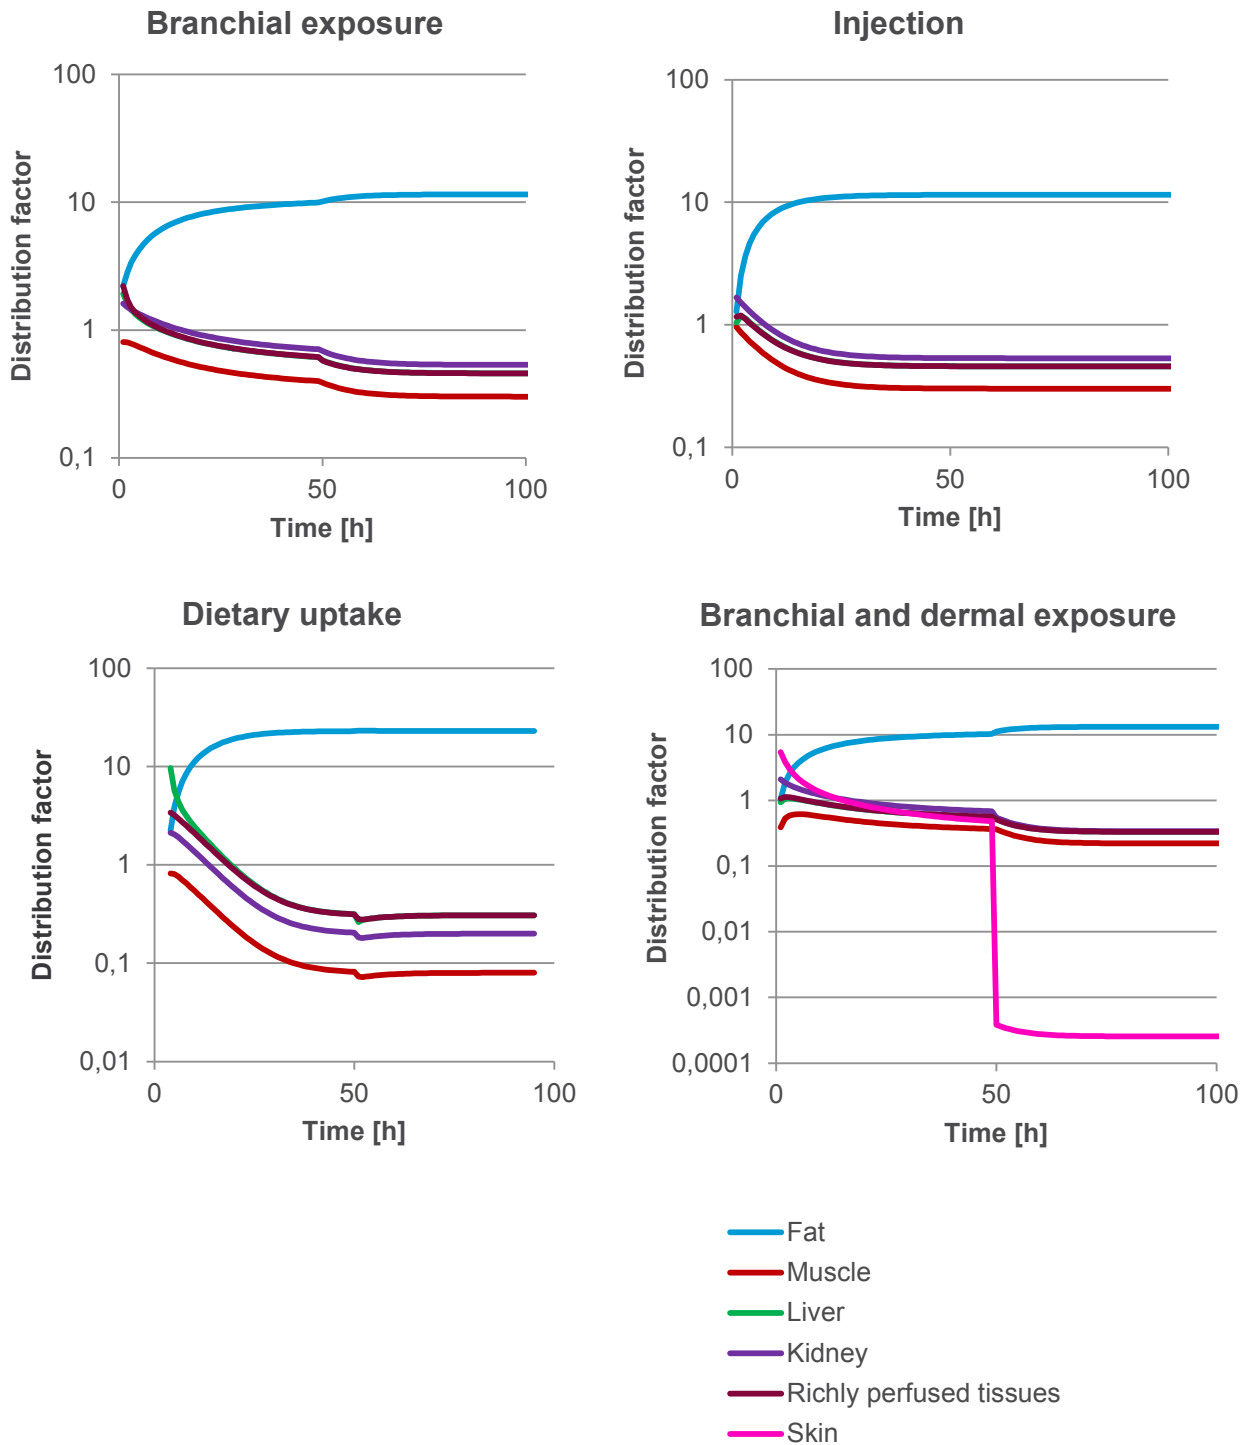 Branchial exposure
100
10
1
0,1
0
50
100
Distribution factor
Time [h]
Injection
100
10
1
0,1
0
50
100
Distribution factor
Time [h]
Dietary uptake
100
10
1
0,1
0,01
0
50
100
Distribution factor
Time [h]
Branchial and dermal exposure
100
10
1
0,1
0,01
0,001
0,0001
0
50
100
Distribution factor
Time [h]
Fat
Muscle
Liver
Kidney
Richly perfused tissues
Skin